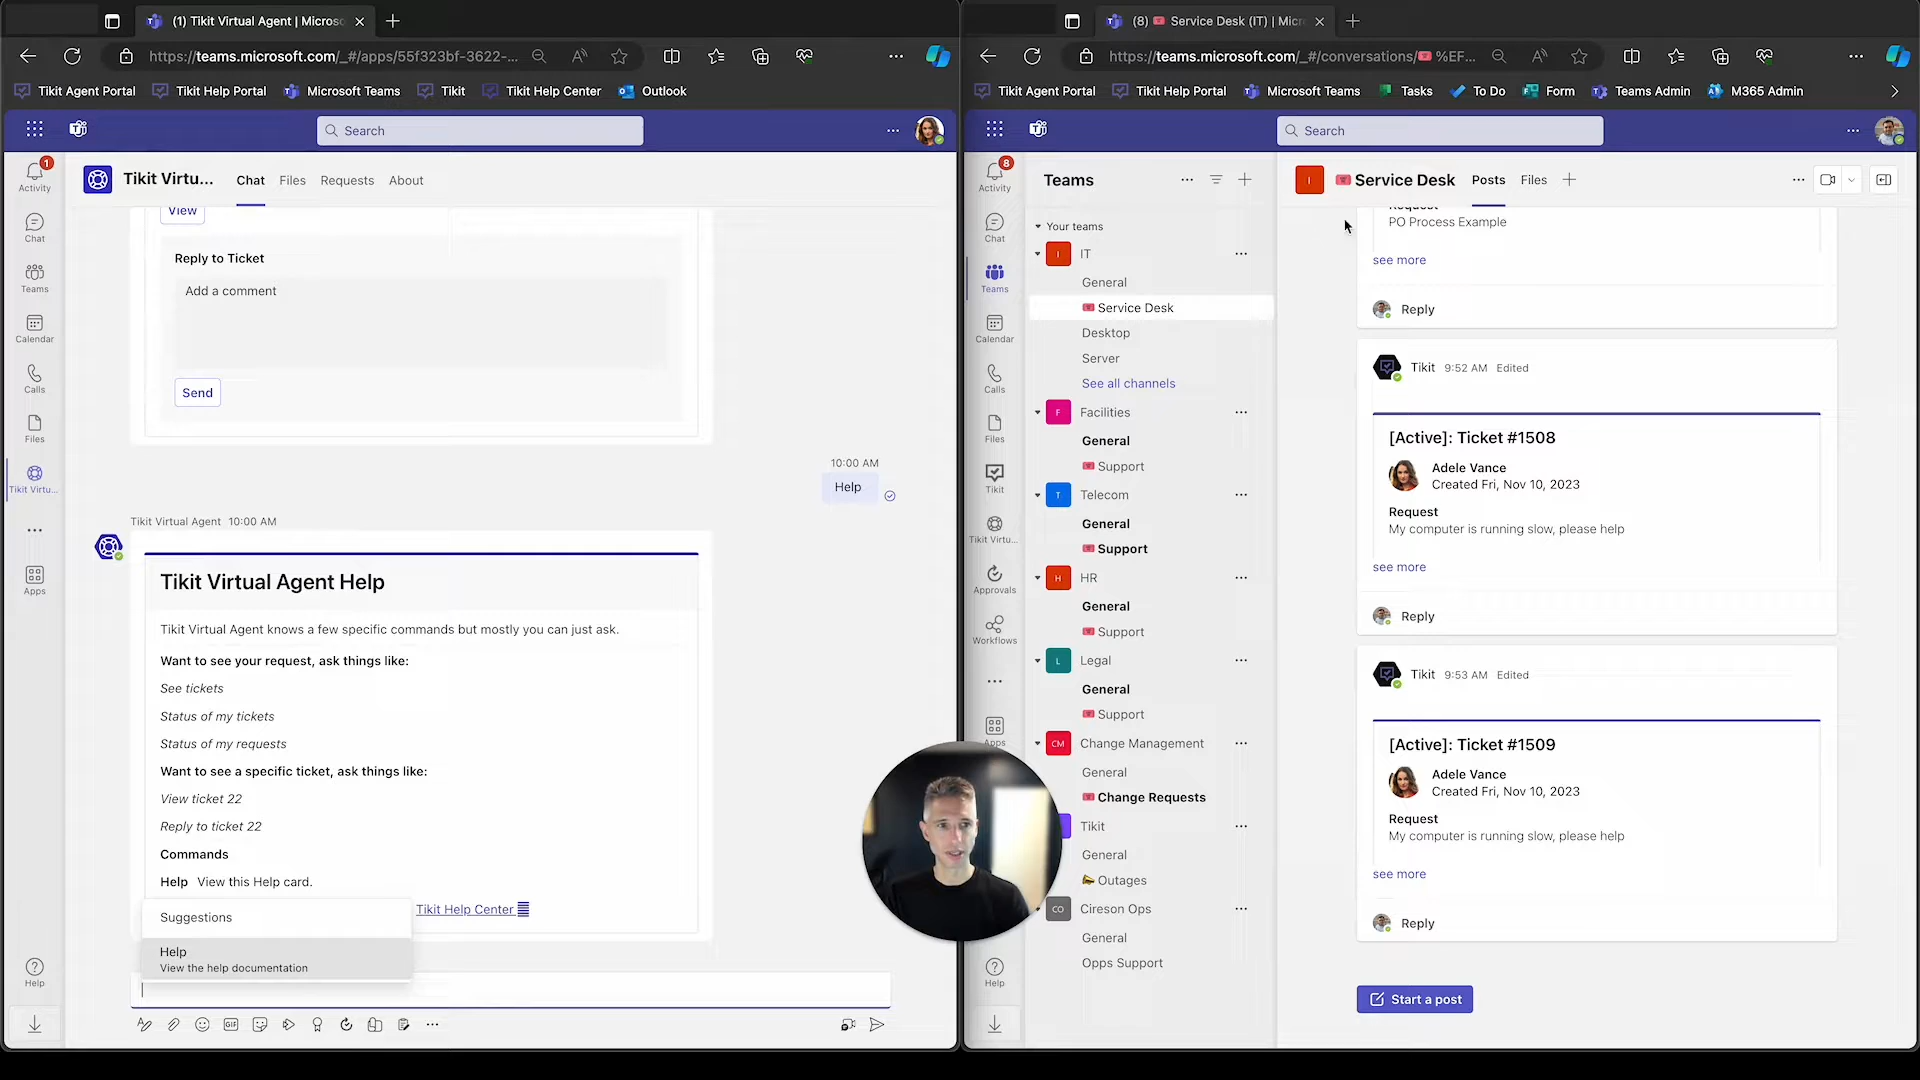 (1) Tikit Virtual Agent | Micros
https://teams.microsoft.com/_#/apps/55f323bf-3622-...
Tikit Agent Portal
Tikit Help Portal
Microsoft Teams
Tikit
Tikit Help Center
Outlook
Search
1
Activity
Chat
Teams
Calendar
Calls
Files
Tikit Virtu...
Apps
Help
Tikit Virtu...
Chat
Files
Requests
About
View
Reply to Ticket
Add a comment
Send
10:00 AM
Help
Tikit Virtual Agent 10:00 AM
Tikit Virtual Agent Help
Tikit Virtual Agent knows a few specific commands but mostly you can just ask.
Want to see your request, ask things like:
See tickets
Status of my tickets
Status of my requests
Want to see a specific ticket, ask things like:
View ticket 22
Reply to ticket 22
Commands
Help View this Help card.
Tikit Help Center
Suggestions
Help
View the help documentation
GIF
(8) Service Desk (IT) | Micr
https://teams.microsoft.com/_#/conversations/ %EF...
Tikit Agent Portal
Tikit Help Portal
Microsoft Teams
Tasks
To Do
Form
Teams Admin
M365 Admin
Search
8
Activity
Chat
Teams
Calendar
Calls
Files
Tikit
Tikit Virtu...
Approvals
Workflows
Apps
Help
Teams
Your teams
I IT
General
Service Desk
Desktop
Server
See all channels
F Facilities
General
Support
T Telecom
General
Support
H HR
General
Support
L Legal
General
Support
CM Change Management
General
Change Requests
Tikit
General
Outages
CO Cireson Ops
General
Opps Support
I Service Desk
Posts
Files
Request
PO Process Example
see more
Reply
Tikit 9:52 AM Edited
[Active]: Ticket #1508
Adele Vance
Created Fri, Nov 10, 2023
Request
My computer is running slow, please help
see more
Reply
Tikit 9:53 AM Edited
[Active]: Ticket #1509
Adele Vance
Created Fri, Nov 10, 2023
Request
My computer is running slow, please help
see more
Reply
Start a post